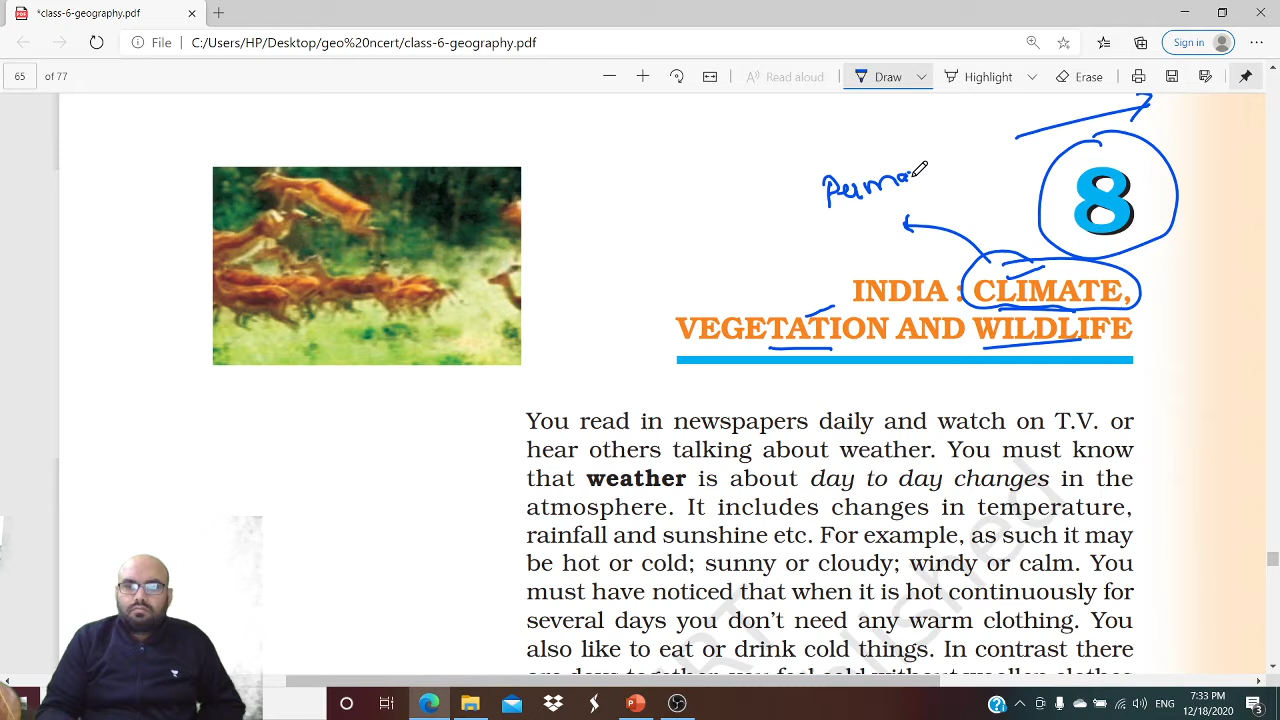 *class-6-geography.pdf
File
C:/Users/HP/Desktop/geo%20ncert/class-6-geography.pdf
Sign in
65
of 77
Read aloud
Draw
Highlight
Erase
8
Perma
INDIA : CLIMATE,
VEGETATION AND WILDLIFE
You read in newspapers daily and watch on T.V. or
hear others talking about weather. You must know
that weather is about day to day changes in the
atmosphere. It includes changes in temperature,
rainfall and sunshine etc. For example, as such it may
be hot or cold; sunny or cloudy; windy or calm. You
must have noticed that when it is hot continuously for
several days you don't need any warm clothing. You
also like to eat or drink cold things. In contrast there
ENG
7:33 PM
12/18/2020
3